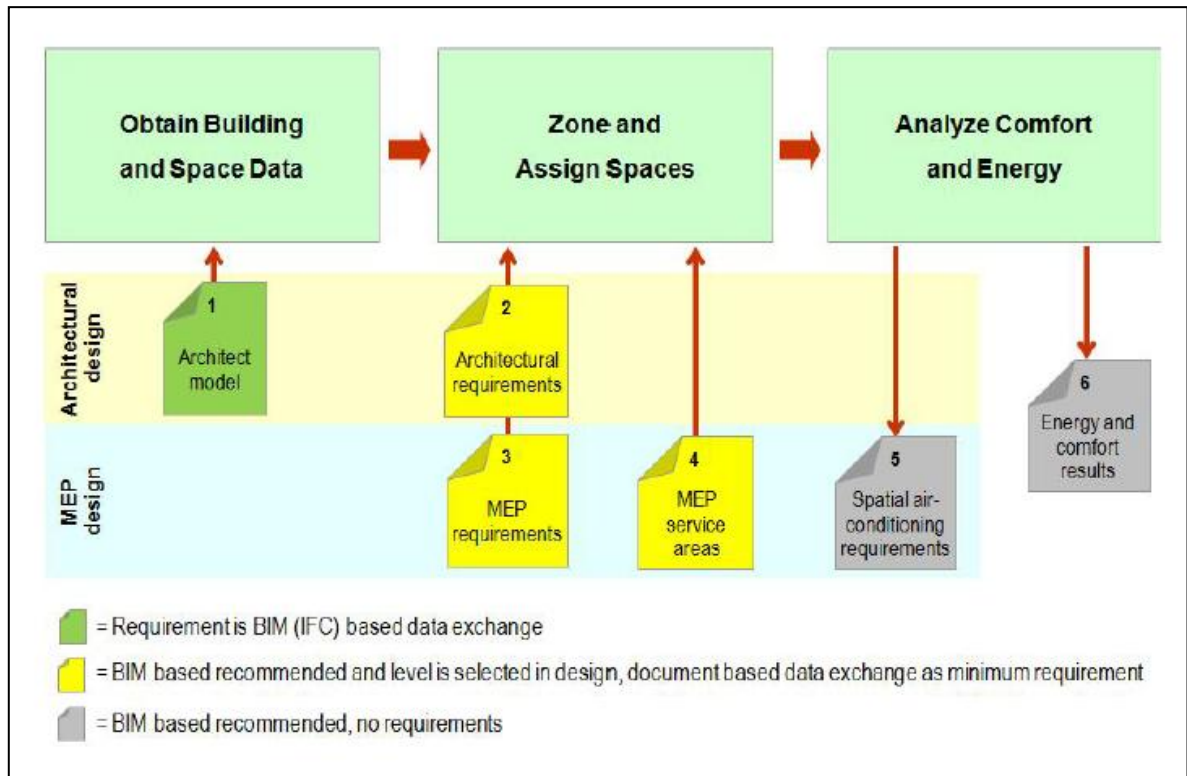 Obtain Building
and Space Data
Zone and
Assign Spaces
Analyze Comfort
and Energy
Architectural
design
1
Architect
model
2
Architectural
requirements
6
Energy and
comfort
results
MEP
design
3
MEP
requirements
4
MEP
service
areas
5
Spatial air-
conditioning
requirements
= Requirement is BIM (IFC) based data exchange
= BIM based recommended and level is selected in design, document based data exchange as minimum requirement
= BIM based recommended, no requirements